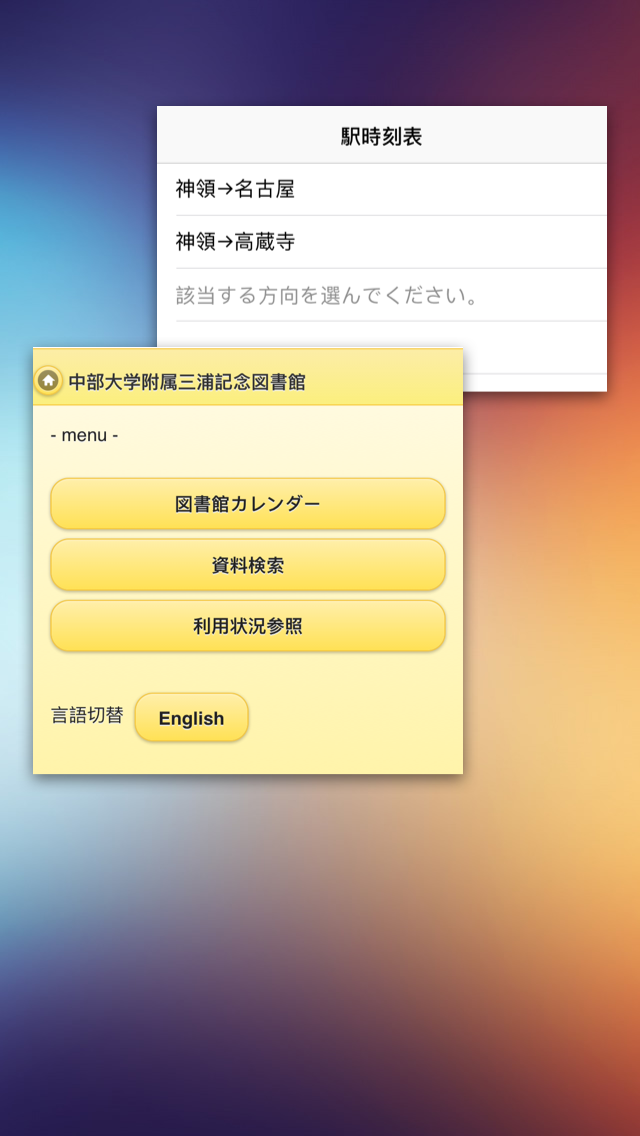 駅時刻表
神領→名古屋
神領→高蔵寺
該当する方向を選んでください。
中部大学附属三浦記念図書館
- menu -
図書館カレンダー
資料検索
利用状況参照
言語切替 English